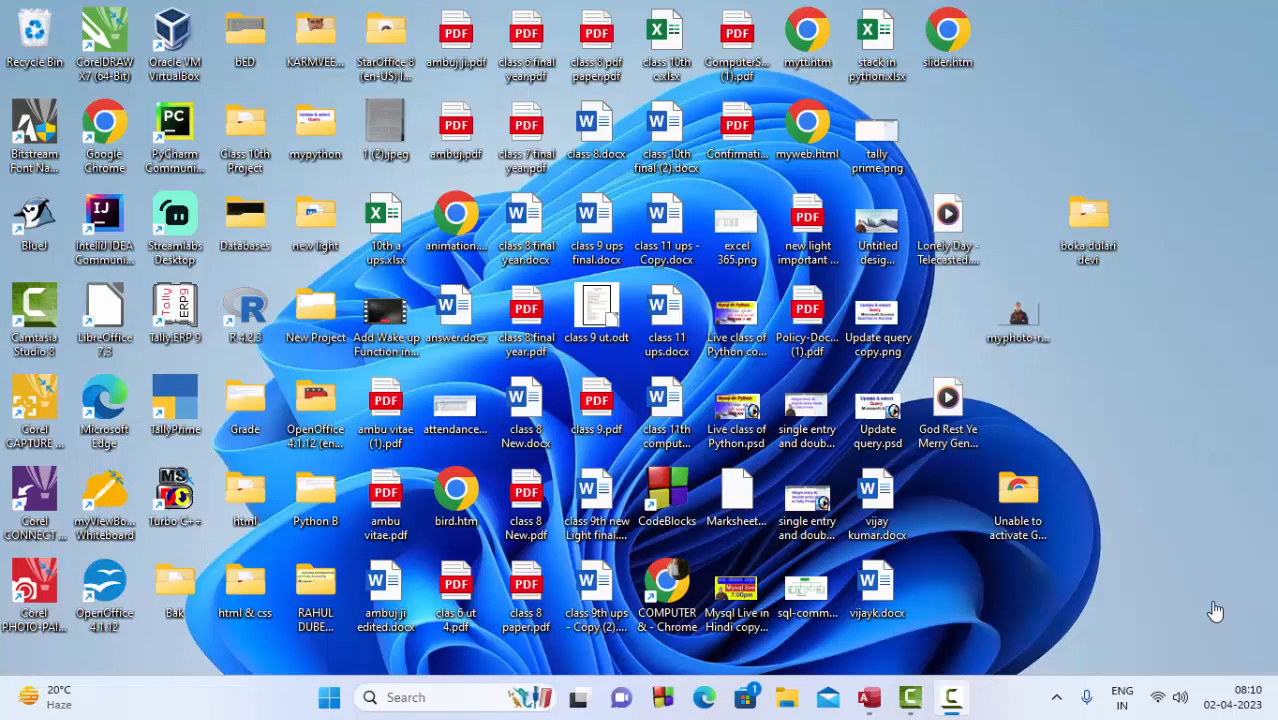 Recycle Bin
CorelDRAW X7 (64-Bit)
Oracle VM VirtualBox
bED
KARMVEE...
StarOffice 8 (en-US) I...
ambuj ji.pdf
class 6 final year.pdf
class 8 pdf paper.pdf
class 10th c.xlsx
ComputerS... (1).pdf
mytt.htm
stack in python.xlsx
slider.htm
Bitstream Font Na...
Google Chrome
PyCharm Communi...
Class 10th Project
mypython
1 (2).jpeg
ambuj.pdf
class 7 final year.pdf
class 8.docx
class 10th final (2).docx
Confirmati...
myweb.html
tally prime.png
BlueJ
IntelliJ IDEA Communi...
Streamlabs Desktop
Databases
new light
10th a ups.xlsx
animation....
class 8 final year.docx
class 9 ups final.docx
class 11 ups - Copy.docx
excel 365.png
new light important ...
Untitled desig...
Lonely Day - Telecasted....
boka dulari devi
Camtasia Studio 8
LibreOffice 7.3
Tally.ERP 9
R 4.2.3
New Project
Add Wake up Function in...
answer.docx
class 8 final year.pdf
class 9 ut.odt
class 11 ups.docx
Live class of Python co...
Policy-Doc... (1).pdf
Update query copy.png
myphoto-r...
Corel CAPTURE ...
Microsoft Edge
TallyPrime
Grade
OpenOffice 4.1.12 (en...
ambu vitae (1).pdf
attendance...
class 8 New.docx
class 9.pdf
class 11th comput...
Live class of Python.psd
single entry and doub...
Update query.psd
God Rest Ye Merry Gen...
Corel CONNECT ...
myViewBo... Whiteboard
Turbo C++
html
Python B
ambu vitae.pdf
bird.htm
class 8 New.pdf
class 9th new Light final....
CodeBlocks
Marksheet...
single entry and doub...
vijay kumar.docx
Unable to activate G...
Corel PHOTO-PAI...
OpenOffice 4.1.12
Bak
html & css
RAHUL DUBE...
ambuj ji edited.docx
clas 6 ut 4.pdf
class 8 paper.pdf
class 9th ups - Copy (2)....
COMPUTER & - Chrome
Mysql Live in Hindi copy...
sql-comm...
vijayk.docx
20°C
Haze
Search
1
ENG
IN
08:10
02-04-2023